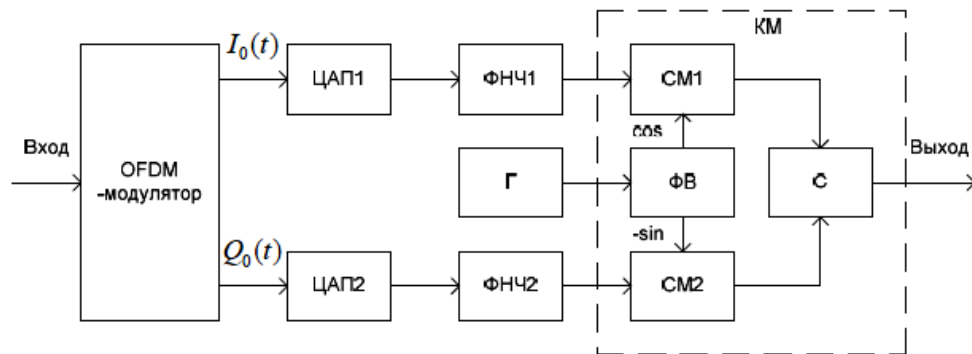 КМ
I₀(t)
ЦАП1
ФНЧ1
СМ1
cos
Вход
OFDM
-модулятор
Г
ФВ
С
Выход
-sin
Q₀(t)
ЦАП2
ФНЧ2
СМ2